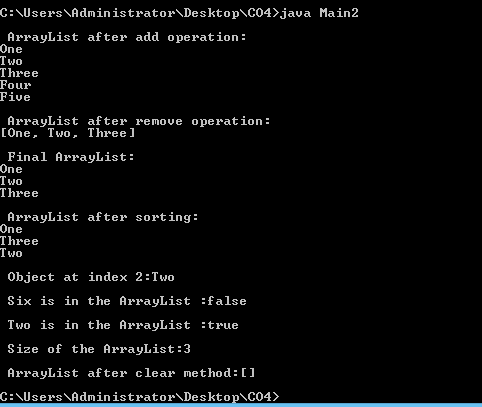 C:\Users\Administrator\Desktop\CO4>java Main2
ArrayList after add operation:
One
Two
Three
Four
Five
ArrayList after remove operation:
[One, Two, Three]
Final ArrayList:
One
Two
Three
ArrayList after sorting:
One
Three
Two
Object at index 2:Two
Six is in the ArrayList :false
Two is in the ArrayList :true
Size of the ArrayList:3
ArrayList after clear method:[]
C:\Users\Administrator\Desktop\CO4>